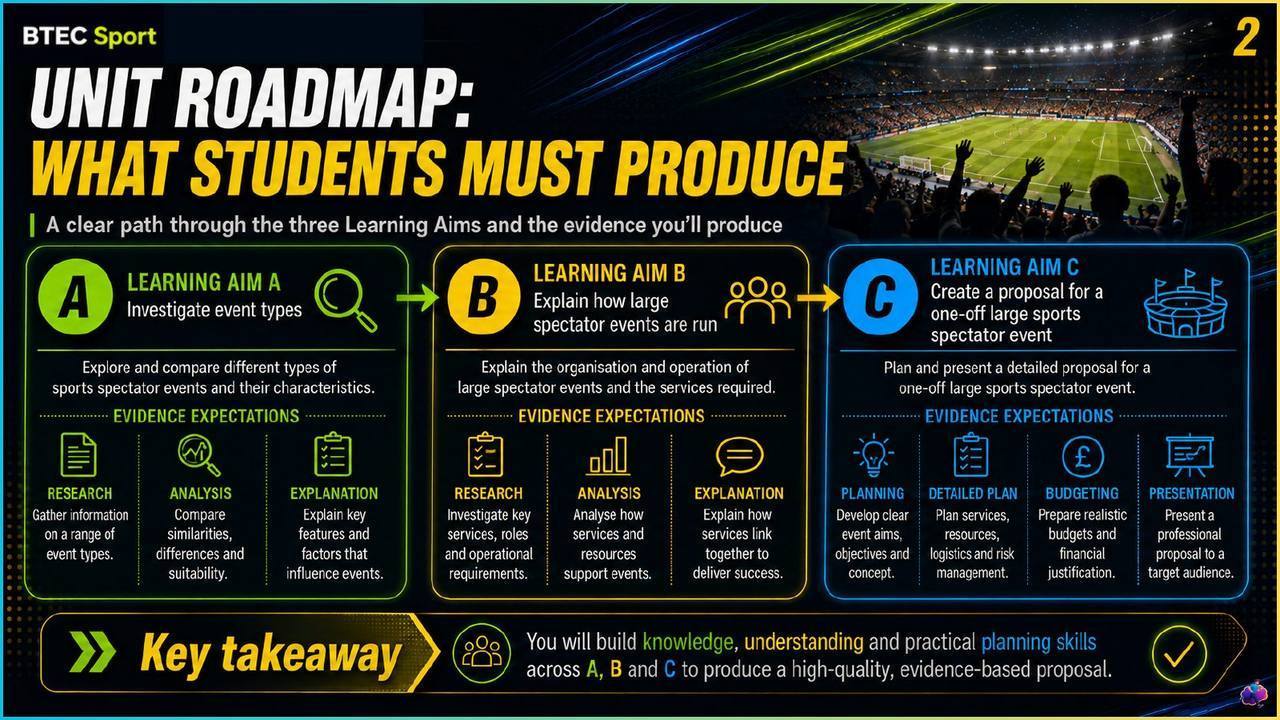 BTEC Sport
2
UNIT ROADMAP:
WHAT STUDENTS MUST PRODUCE
A clear path through the three Learning Aims and the evidence you'll produce
A
LEARNING AIM A
Investigate event types
Explore and compare different types of
sports spectator events and their characteristics.
EVIDENCE EXPECTATIONS
RESEARCH
Gather information
on a range of
event types.
ANALYSIS
Compare
similarities,
differences and
suitability.
EXPLANATION
Explain key
features and
factors that
influence events.
B
LEARNING AIM B
Explain how large
spectator events are run
Explain the organisation and operation of
large spectator events and the services required.
EVIDENCE EXPECTATIONS
RESEARCH
Investigate key
services, roles
and operational
requirements.
ANALYSIS
Analyse how
services and
resources
support events.
EXPLANATION
Explain how
services link
together to
deliver success.
C
LEARNING AIM C
Create a proposal for a
one-off large sports
spectator event
Plan and present a detailed proposal for a
one-off large sports spectator event.
EVIDENCE EXPECTATIONS
PLANNING
Develop clear
event aims,
objectives and
concept.
DETAILED PLAN
Plan services,
resources,
logistics and risk
management.
£
BUDGETING
Prepare realistic
budgets and
financial
justification.
PRESENTATION
Present a
professional
proposal to a
target audience.
Key takeaway
You will build knowledge, understanding and practical planning skills
across A, B and C to produce a high-quality, evidence-based proposal.